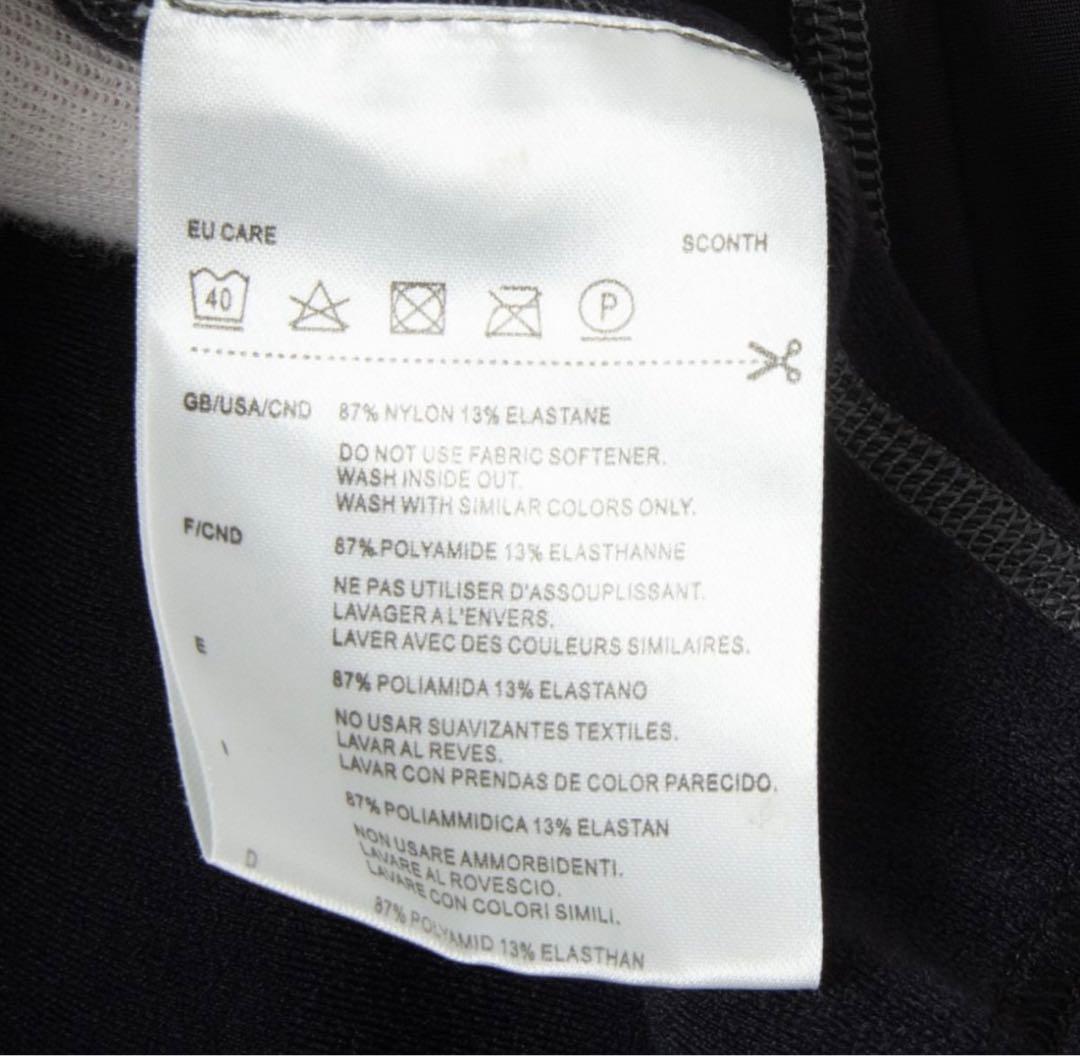 EU CARE
SCONTH
40
P
GB/USA/CND
87% NYLON 13% ELASTANE
DO NOT USE FABRIC SOFTENER.
WASH INSIDE OUT.
WASH WITH SIMILAR COLORS ONLY.
F/CND
87% POLYAMIDE 13% ELASTHANNE
NE PAS UTILISER D'ASSOUPLISSANT.
LAVAGER A L'ENVERS.
LAVER AVEC DES COULEURS SIMILAIRES.
E
87% POLIAMIDA 13% ELASTANO
NO USAR SUAVIZANTES TEXTILES.
LAVAR AL REVES.
LAVAR CON PRENDAS DE COLOR PARECIDO.
I
87% POLIAMMIDICA 13% ELASTAN
NON USARE AMMORBIDENTI.
LAVARE AL ROVESCIO.
LAVARE CON COLORI SIMILI.
D
87% POLYAMID 13% ELASTHAN